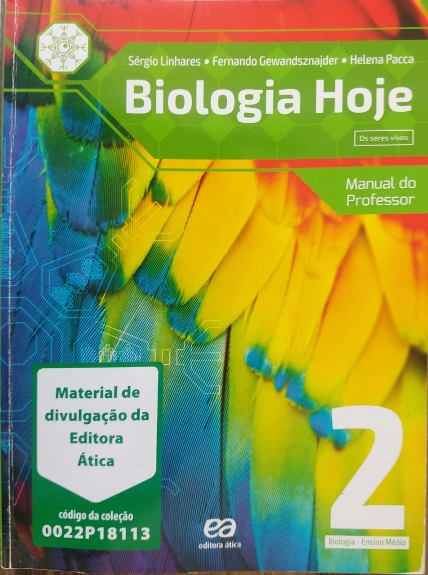 Sérgio Linhares • Fernando Gewandsznajder • Helena Pacca
Biologia Hoje
Os seres vivos
Manual do
Professor
Material de
divulgação da
Editora
Ática
código da coleção
0022P18113
ea
editora ática
2
Biologia - Ensino Médio